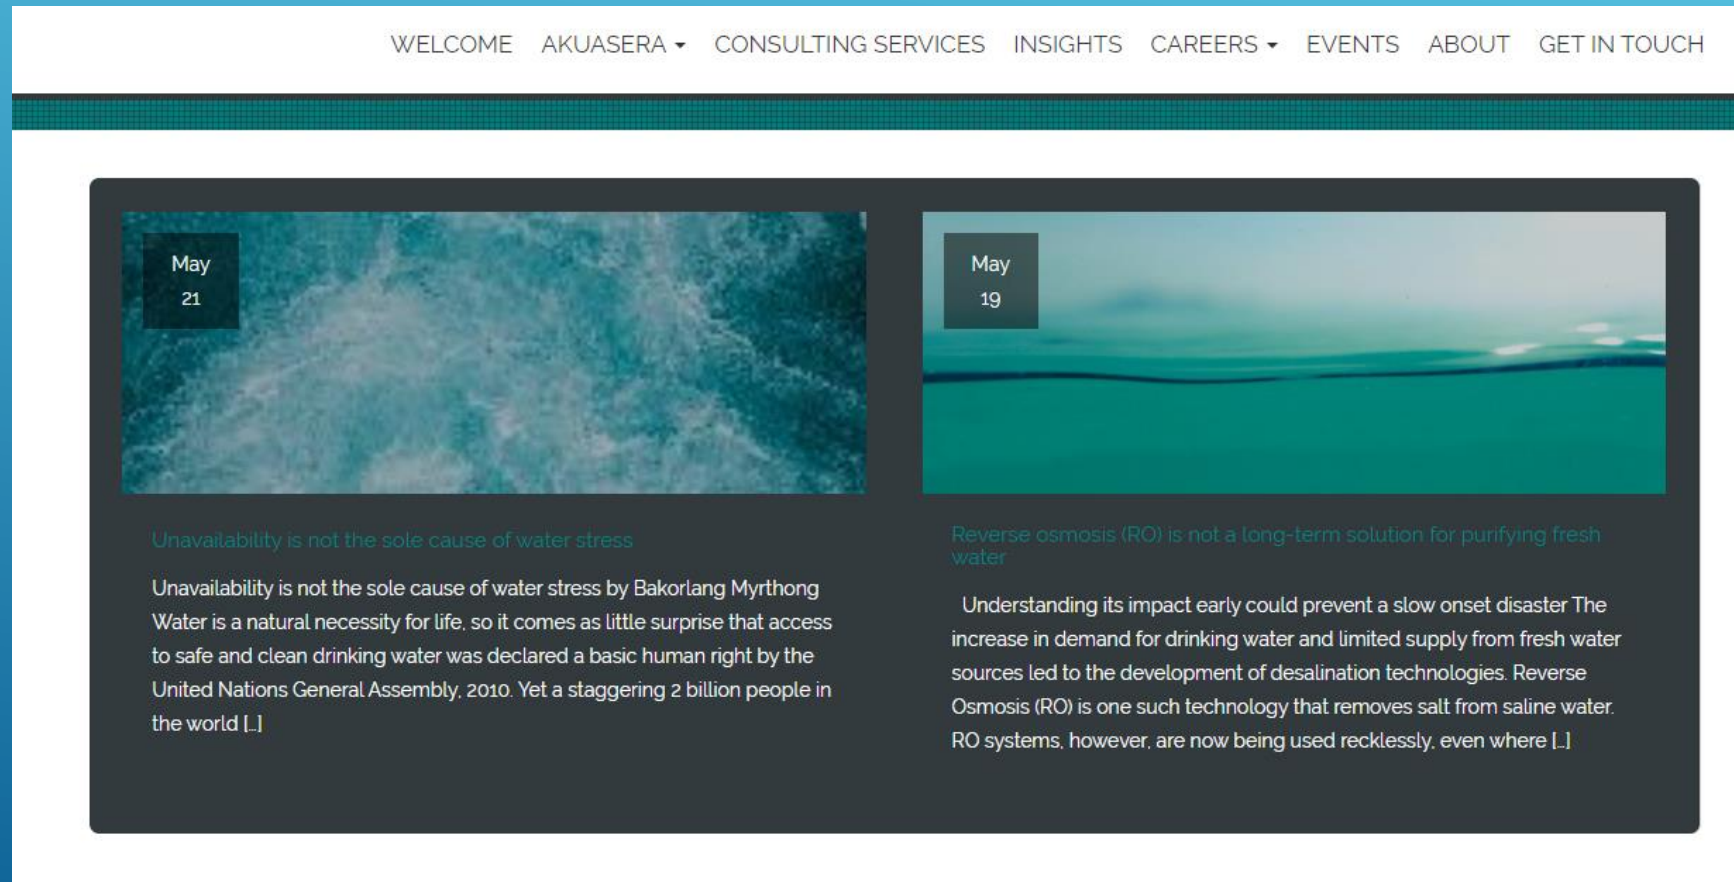 WELCOME AKUASERA CONSULTING SERVICES INSIGHTS CAREERS EVENTS ABOUT GET IN TOUCH
May
21
Unavailability is not the sole cause of water stress
Unavailability is not the sole cause of water stress by Bakorlang Myrthong
Water is a natural necessity for life, so it comes as little surprise that access
to safe and clean drinking water was declared a basic human right by the
United Nations General Assembly, 2010. Yet a staggering 2 billion people in
the world […]
May
19
Reverse osmosis (RO) is not a long-term solution for purifying fresh
water
Understanding its impact early could prevent a slow onset disaster The
increase in demand for drinking water and limited supply from fresh water
sources led to the development of desalination technologies. Reverse
Osmosis (RO) is one such technology that removes salt from saline water.
RO systems, however, are now being used recklessly, even where […]